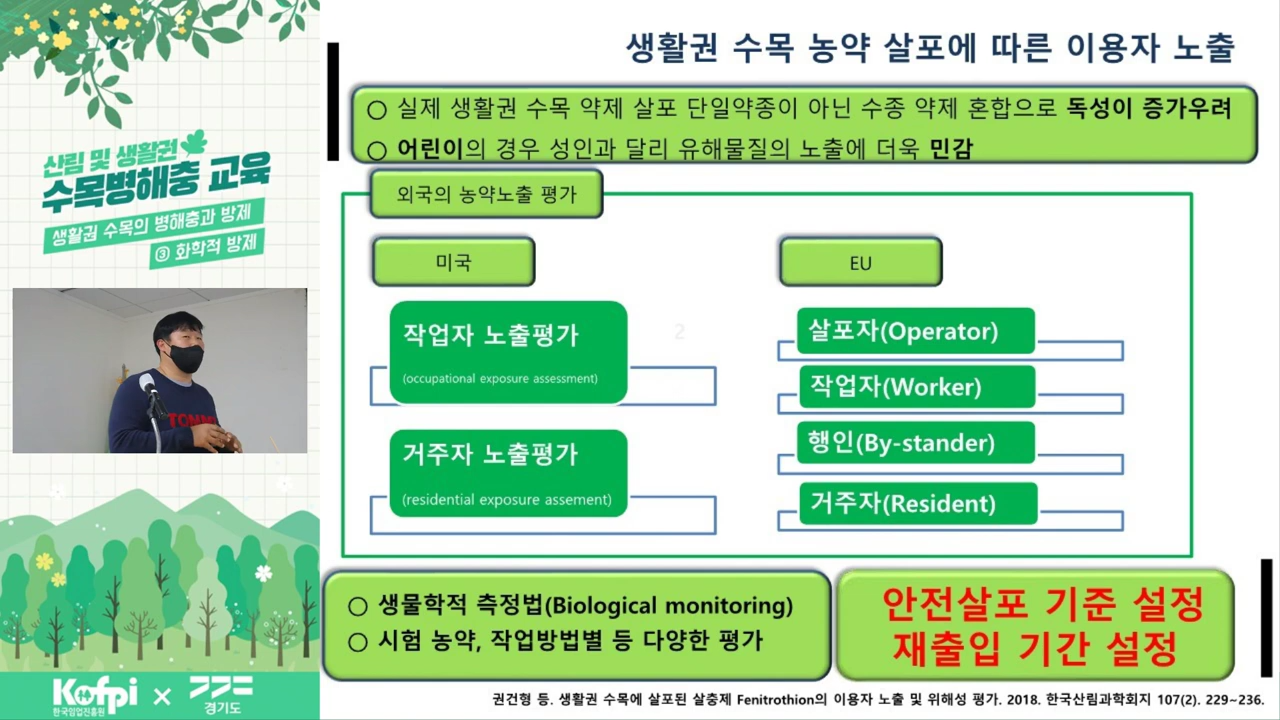 생활권 수목 농약 살포에 따른 이용자 노출
○ 실제 생활권 수목 약제 살포 단일약종이 아닌 수종 약제 혼합으로 독성이 증가우려
○ 어린이의 경우 성인과 달리 유해물질의 노출에 더욱 민감
산림 및 생활권
수목병해충 교육
생활권 수목의 병해충과 방제
③ 화학적 방제
TOMM
외국의 농약노출 평가
미국
작업자 노출평가
(occupational exposure assessment)
거주자 노출평가
(residential exposure assement)
2
EU
살포자(Operator)
작업자(Worker)
행인(By-stander)
거주자(Resident)
○ 생물학적 측정법(Biological monitoring)
○ 시험 농약, 작업방법별 등 다양한 평가
안전살포 기준 설정
재출입 기간 설정
Kofpi
한국임업진흥원
×
경기도
권건형 등. 생활권 수목에 살포된 살충제 Fenitrothion의 이용자 노출 및 위해성 평가. 2018. 한국산림과학회지 107(2). 229~236.